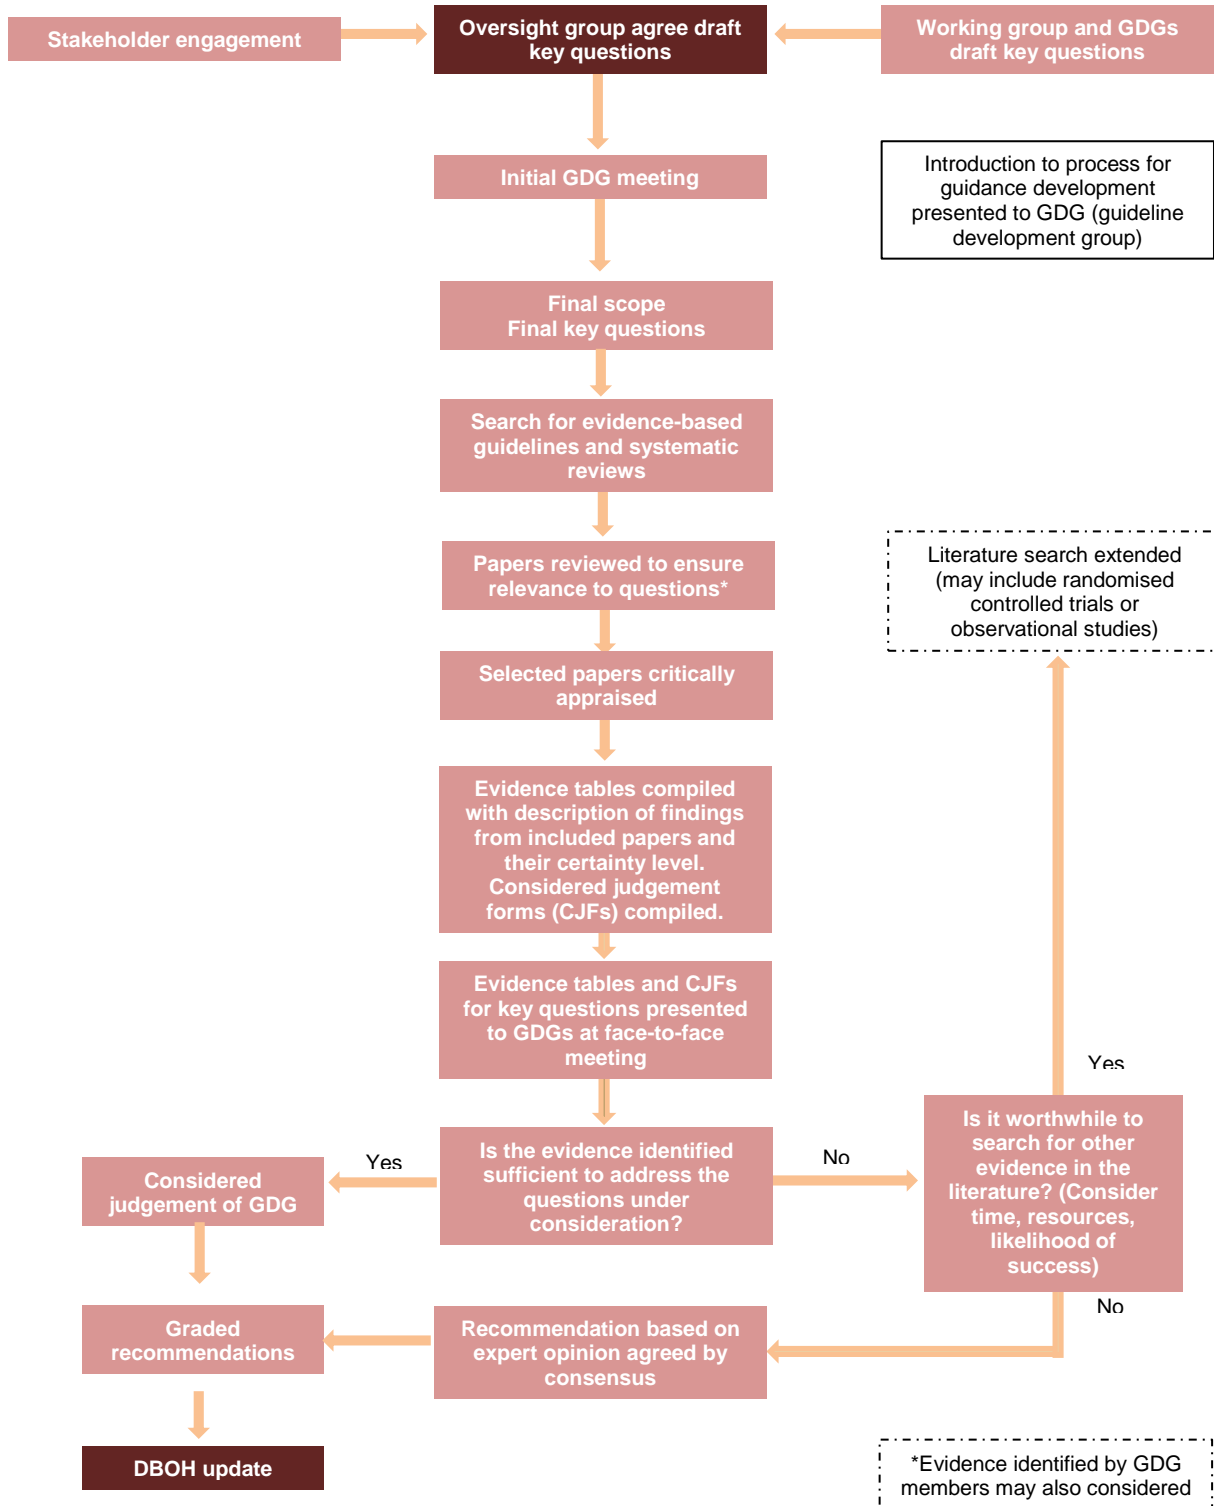 Stakeholder engagement
Oversight group agree draft
key questions
Working group and GDGs
draft key questions
Initial GDG meeting
Introduction to process for
guidance development
presented to GDG (guideline
development group)
Final scope
Final key questions
Search for evidence-based
guidelines and systematic
reviews
Papers reviewed to ensure
relevance to questions*
Literature search extended
(may include randomised
controlled trials or
observational studies)
Selected papers critically
appraised
Evidence tables compiled
with description of findings
from included papers and
their certainty level.
Considered judgement
forms (CJFs) compiled.
Evidence tables and CJFs
for key questions presented
to GDGs at face-to-face
meeting
Yes
Is the evidence identified
sufficient to address the
questions under
consideration?
Yes
No
Considered
judgement of GDG
Is it worthwhile to
search for other
evidence in the
literature? (Consider
time, resources,
likelihood of
success)
No
Graded
recommendations
Recommendation based on
expert opinion agreed by
consensus
DBOH update
*Evidence identified by GDG
members may also considered